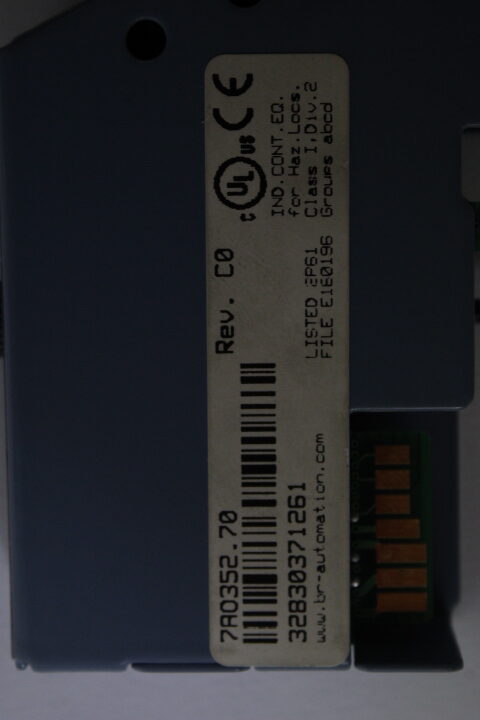 7AO352.70 Rev. C0
32830371261
www.br-automation.com
c UL us CE
IND.CONT.EQ.
for Haz.Locs.
Class I,Div.2
Groups abcd
LISTED 2P61
FILE E160196